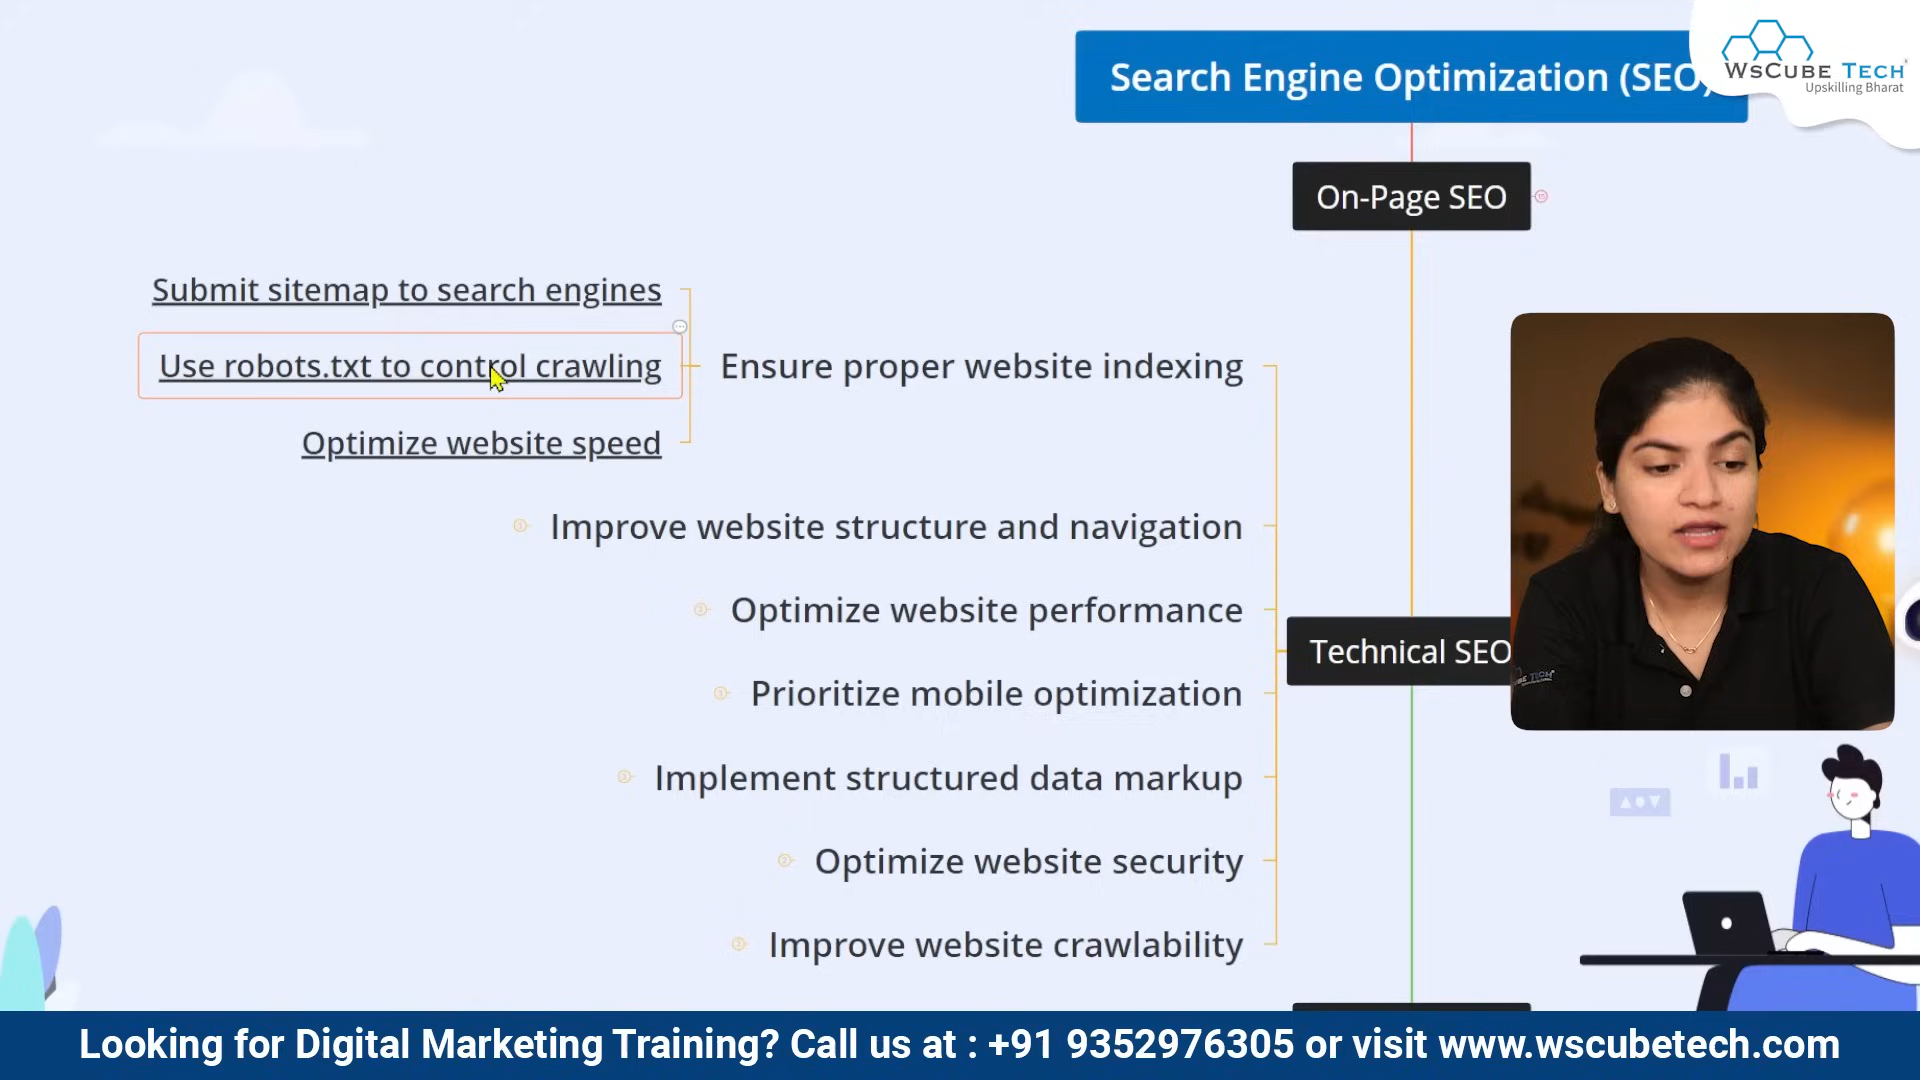 Search Engine Optimization (SEO)
WSCUBE TECH
Upskilling Bharat
On-Page SEO
Submit sitemap to search engines
Use robots.txt to control crawling
Optimize website speed
Ensure proper website indexing
Improve website structure and navigation
Optimize website performance
Prioritize mobile optimization
Implement structured data markup
Optimize website security
Improve website crawlability
Technical SEO
Looking for Digital Marketing Training? Call us at : +91 9352976305 or visit www.wscubetech.com